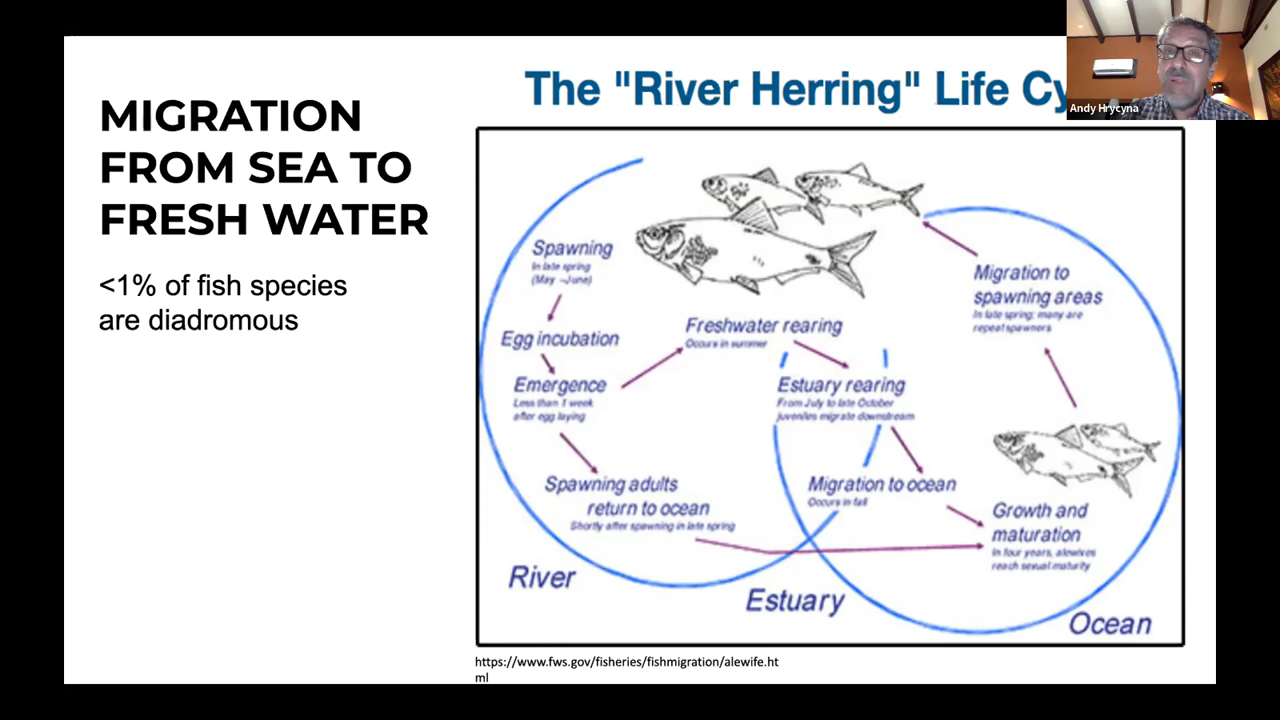 MIGRATION
FROM SEA TO
FRESH WATER
<1% of fish species
are diadromous
The "River Herring" Life Cy
Andy Hrycyna
Spawning
In late spring
(May –June)
Egg incubation
Emergence
Less than 1 week
after egg laying
Freshwater rearing
Occurs in summer
Estuary rearing
From July to late October
juveniles migrate downstream
Migration to
spawning areas
In late spring; many are
repeat spawners
Spawning adults
return to ocean
Shortly after spawning in late spring
Migration to ocean
Occurs in fall
Growth and
maturation
In four years, alewives
reach sexual maturity
River
Estuary
Ocean
https://www.fws.gov/fisheries/fishmigration/alewife.ht
ml